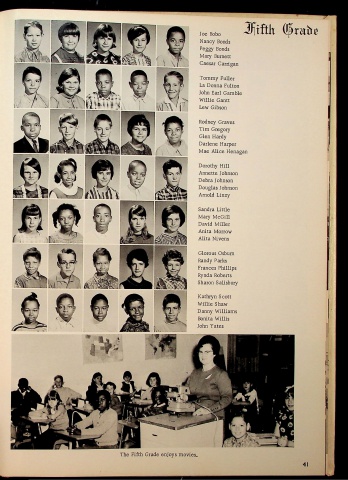 Fifth Grade
Joe Bobo
Nancy Bonds
Peggy Bonds
Mary Burnett
Caesar Carrigan
Tommy Fuller
La Donna Fulton
John Earl Gamble
Willie Gant
Lew Gibson
Rodney Graves
Tim Gregory
Glen Hardy
Darlene Harper
Mae Alice Henagan
Dorothy Hill
Annette Johnson
Debra Johnson
Douglas Johnson
Arnold Linzy
Sandra Little
Mary McGill
David Miller
Anita Morrow
Alita Nivens
Glomus Osborn
Randy Parks
Frances Phillips
Rynda Roberts
Sharon Salisbury
Kathryn Scott
Willie Shaw
Danny Williams
Benita Willis
John Yates
The Fifth Grade enjoys movies.
41